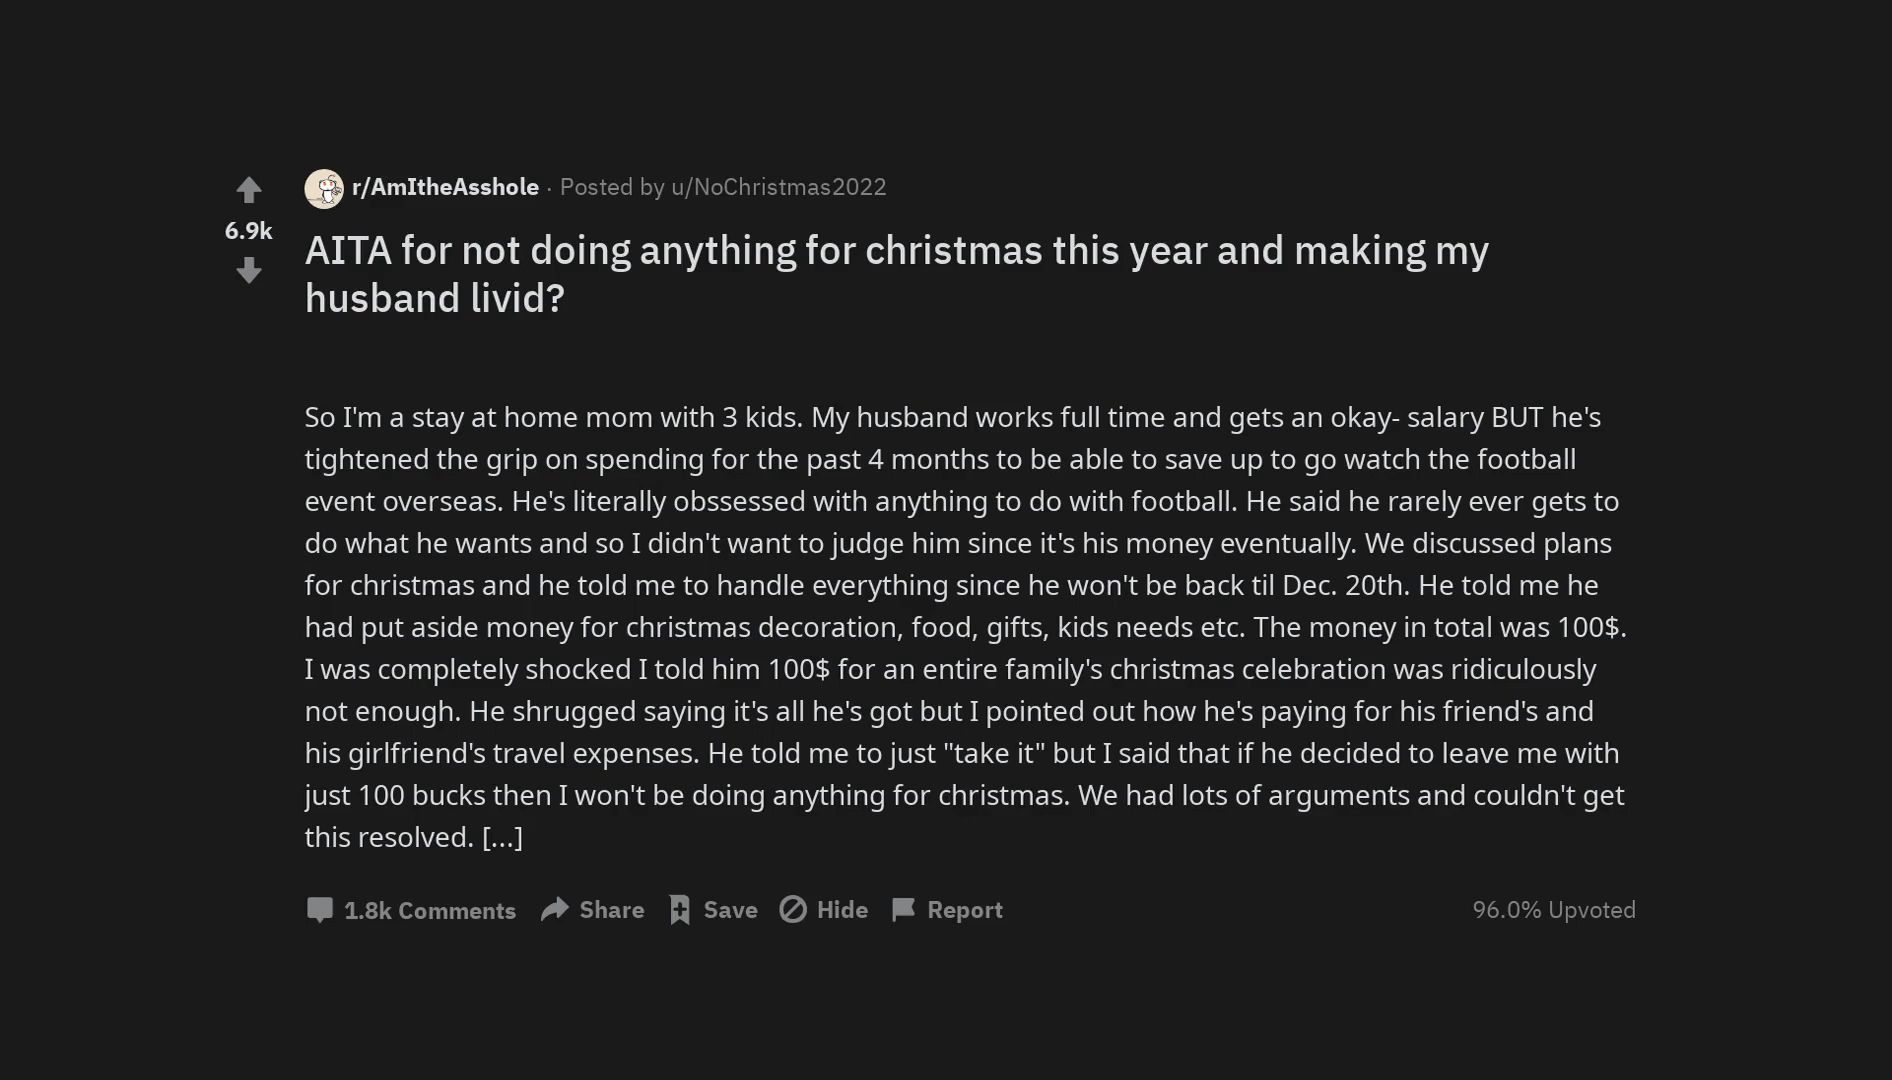 r/AmItheAsshole · Posted by u/NoChristmas2022
6.9k
AITA for not doing anything for christmas this year and making my
husband livid?
So I'm a stay at home mom with 3 kids. My husband works full time and gets an okay- salary BUT he's
tightened the grip on spending for the past 4 months to be able to save up to go watch the football
event overseas. He's literally obssessed with anything to do with football. He said he rarely ever gets to
do what he wants and so I didn't want to judge him since it's his money eventually. We discussed plans
for christmas and he told me to handle everything since he won't be back til Dec. 20th. He told me he
had put aside money for christmas decoration, food, gifts, kids needs etc. The money in total was 100$.
I was completely shocked I told him 100$ for an entire family's christmas celebration was ridiculously
not enough. He shrugged saying it's all he's got but I pointed out how he's paying for his friend's and
his girlfriend's travel expenses. He told me to just "take it" but I said that if he decided to leave me with
just 100 bucks then I won't be doing anything for christmas. We had lots of arguments and couldn't get
this resolved. [...]
1.8k Comments Share Save Hide Report 96.0% Upvoted